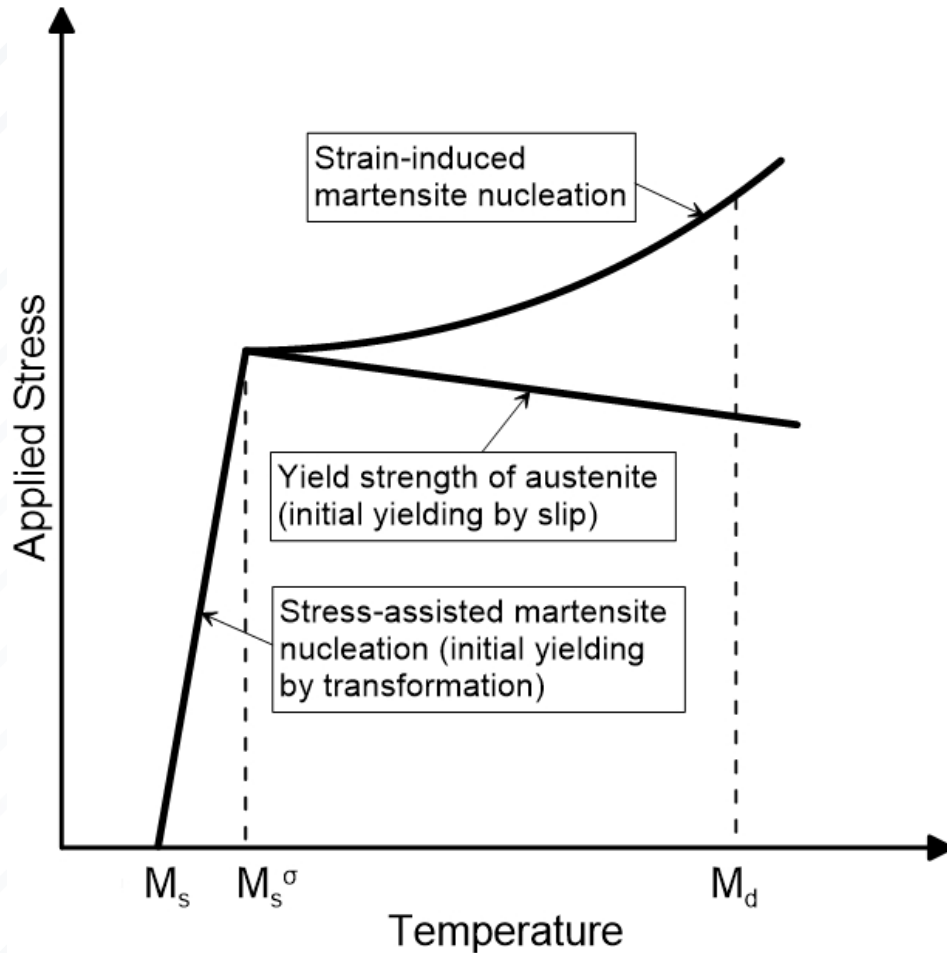 Strain-induced
martensite nucleation
Applied Stress
Yield strength of austenite
(initial yielding by slip)
Stress-assisted martensite
nucleation (initial yielding
by transformation)
Mₛ
Mₛσ
M_d
Temperature